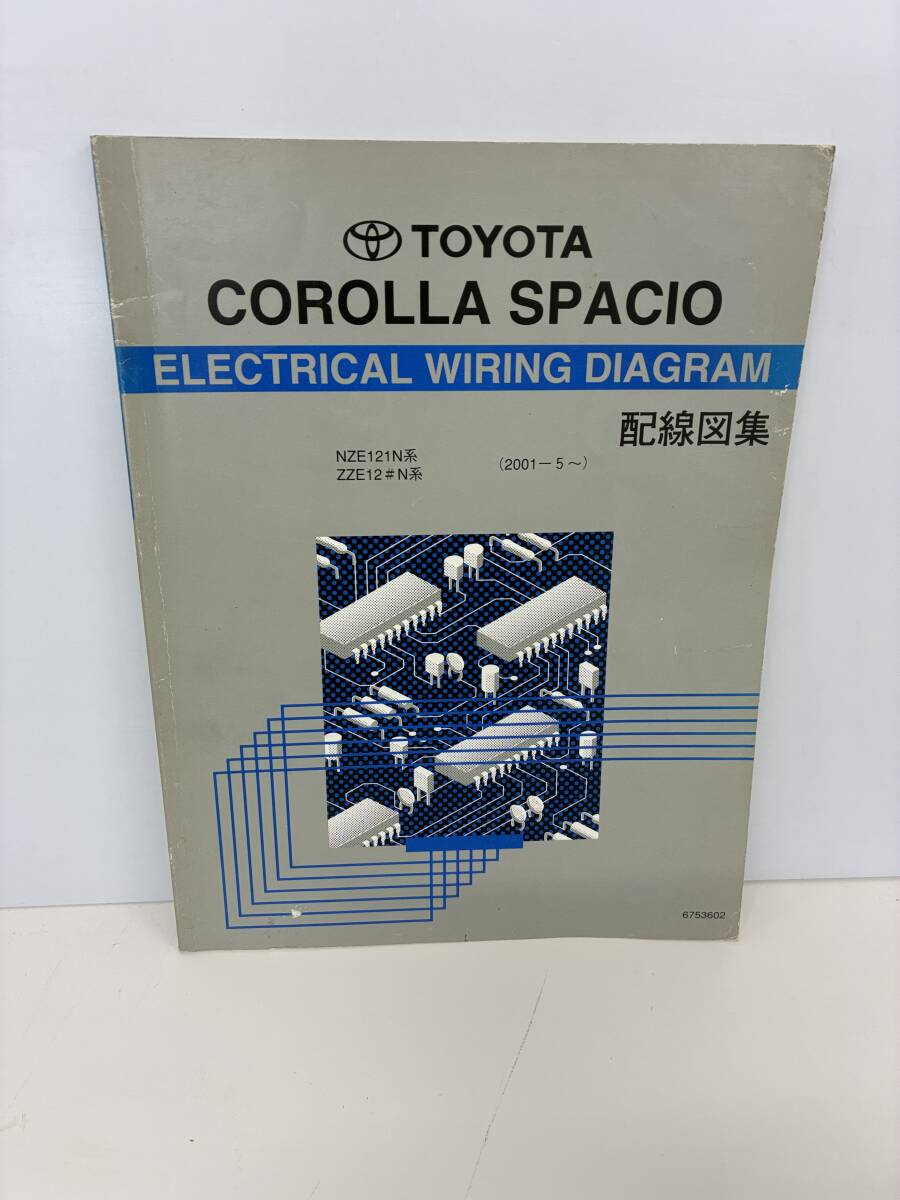 TOYOTA
COROLLA SPACIO
ELECTRICAL WIRING DIAGRAM
配線図集
NZE121N系
ZZE12#N系 (2001－5～)
6753602